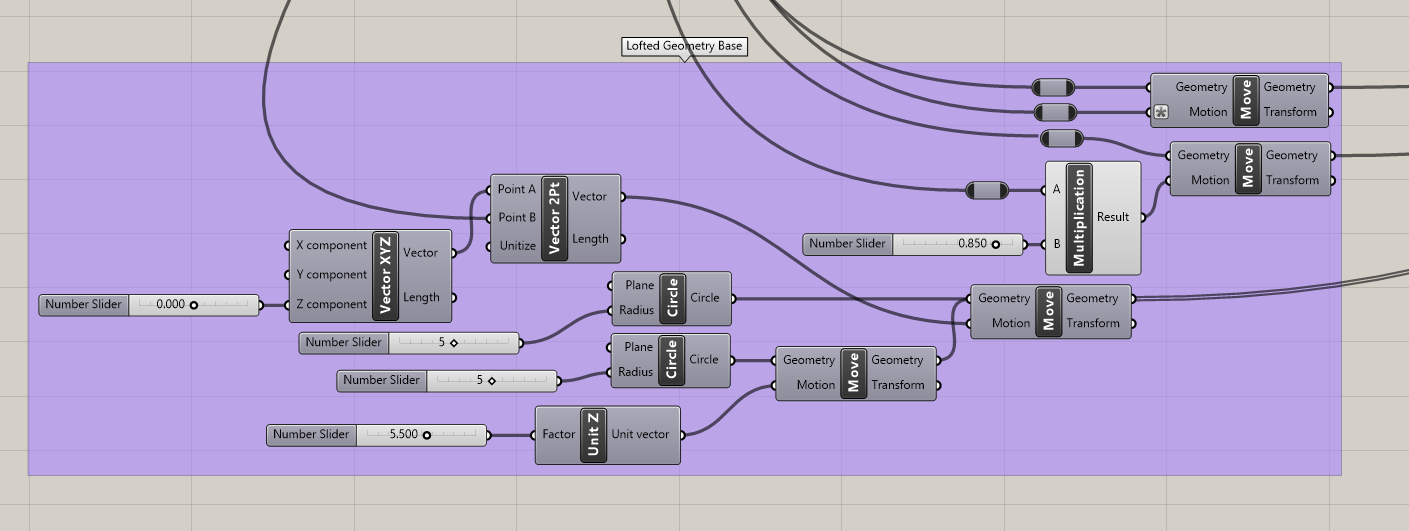 Lofted Geometry Base
Geometry Move Geometry
Motion Transform
Geometry Move Geometry
Motion Transform
Point A Vector 2Pt Vector
Point B
Unitize Length
A Multiplication Result
B
Number Slider 0.850
X component Vector XYZ Vector
Y component
Z component Length
Number Slider 0.000
Plane Circle Circle
Radius
Geometry Move Geometry
Motion Transform
Number Slider 5
Plane Circle Circle
Radius
Number Slider 5
Geometry Move Geometry
Motion Transform
Number Slider 5.500
Factor Unit Z Unit vector